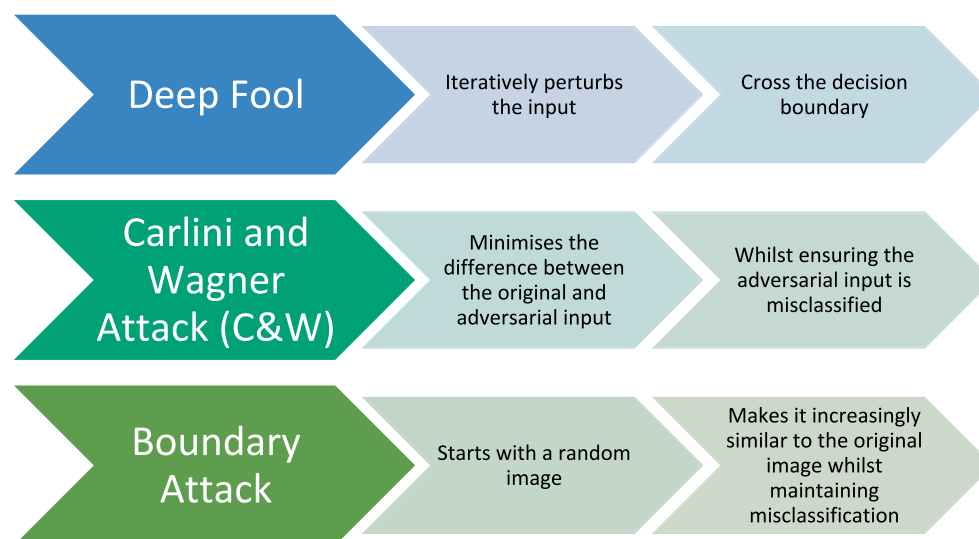 Deep Fool
Iteratively perturbs
the input
Cross the decision
boundary
Carlini and
Wagner
Attack (C&W)
Minimises the
difference between
the original and
adversarial input
Whilst ensuring the
adversarial input is
misclassified
Boundary
Attack
Starts with a random
image
Makes it increasingly
similar to the original
image whilst
maintaining
misclassification